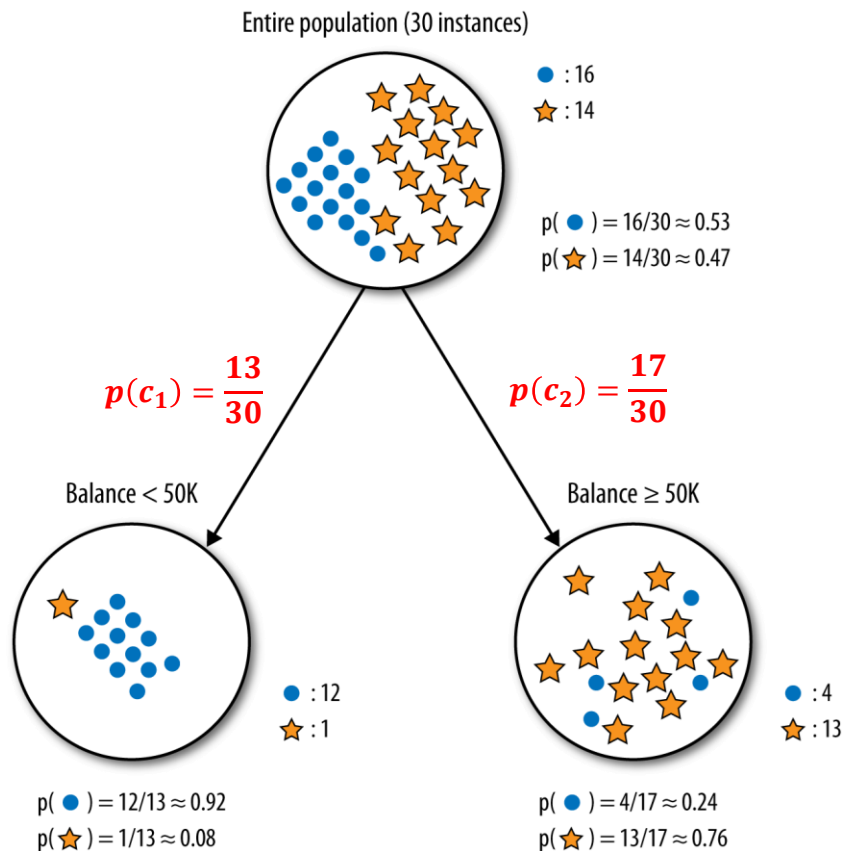 Entire population (30 instances)
: 16
: 14
p( ) = 16/30 ≈ 0.53
p( ) = 14/30 ≈ 0.47
p(c₁) = 13/30
p(c₂) = 17/30
Balance < 50K
Balance ≥ 50K
: 12
: 1
: 4
: 13
p( ) = 12/13 ≈ 0.92
p( ) = 1/13 ≈ 0.08
p( ) = 4/17 ≈ 0.24
p( ) = 13/17 ≈ 0.76